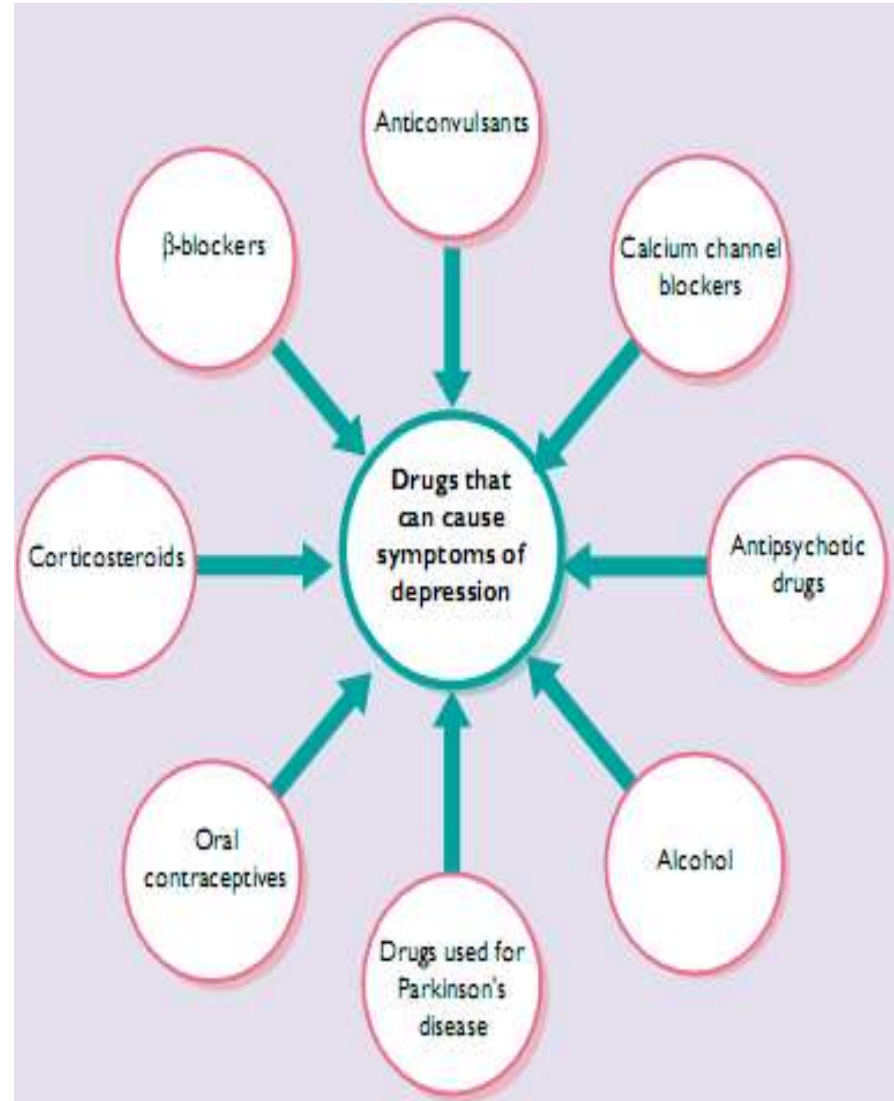 Anticonvulsants
β-blockers
Calcium channel
blockers
Drugs that
can cause
symptoms of
depression
Corticosteroids
Antipsychotic
drugs
Oral
contraceptives
Alcohol
Drugs used for
Parkinson's
disease